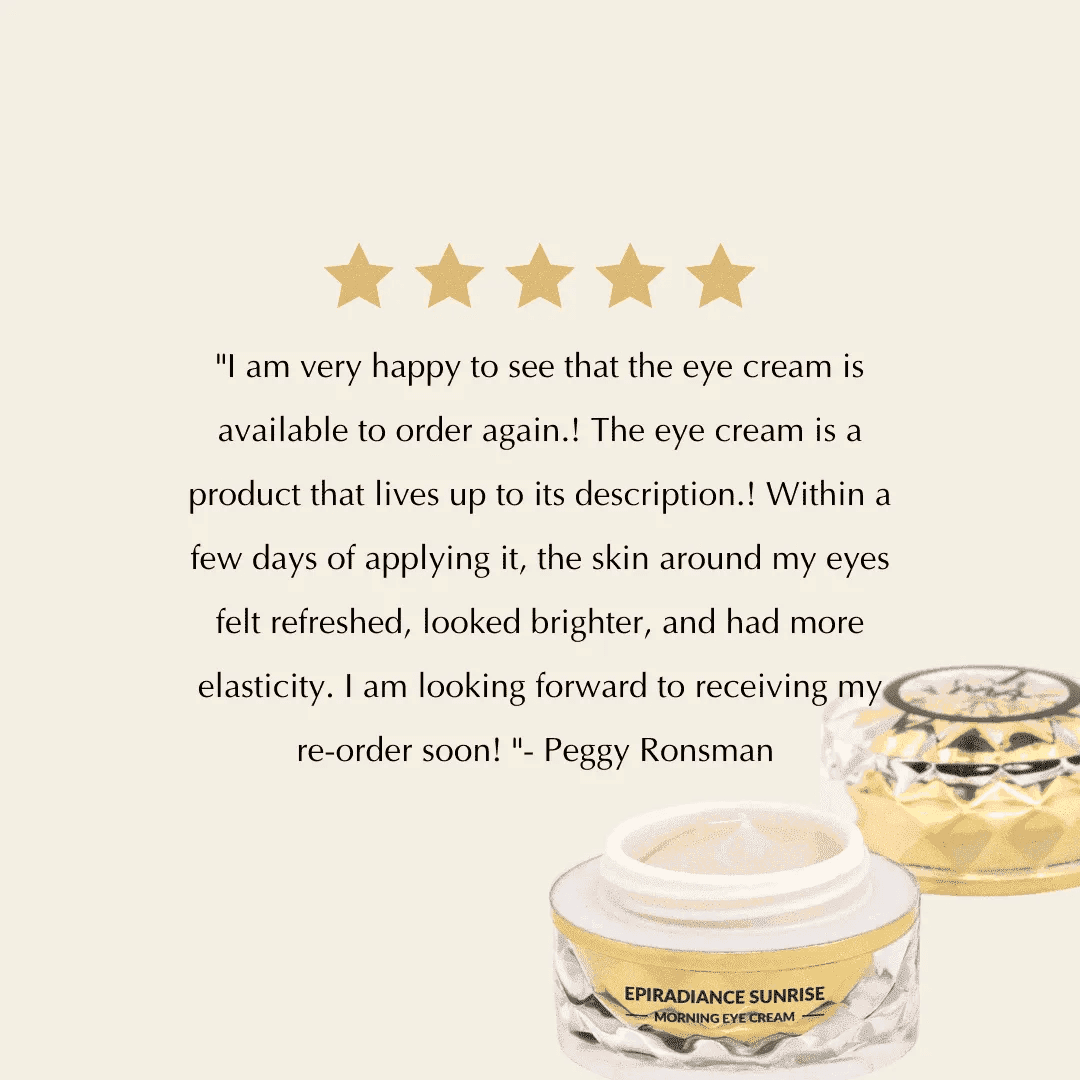 "I am very happy to see that the eye cream is
available to order again.! The eye cream is a
product that lives up to its description.! Within a
few days of applying it, the skin around my eyes
felt refreshed, looked brighter, and had more
elasticity. I am looking forward to receiving my
re-order soon! "- Peggy Ronsman
EPIRADIANCE SUNRISE
MORNING EYE CREAM